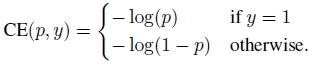 CE(p, y) = { −log(p) if y = 1
−log(1 − p) otherwise.